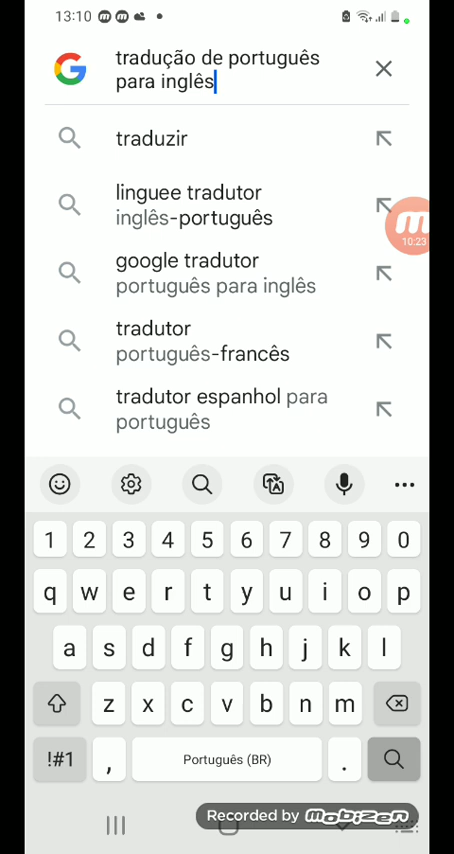 13:10
tradução de português
para inglês
traduzir
linguee tradutor
inglês-português
10:23
google tradutor
português para inglês
tradutor
português-francês
tradutor espanhol para
português
1 2 3 4 5 6 7 8 9 0
q w e r t y u i o p
a s d f g h j k l
z x c v b n m
!#1 , Português (BR) .
Recorded by MOBIZEN